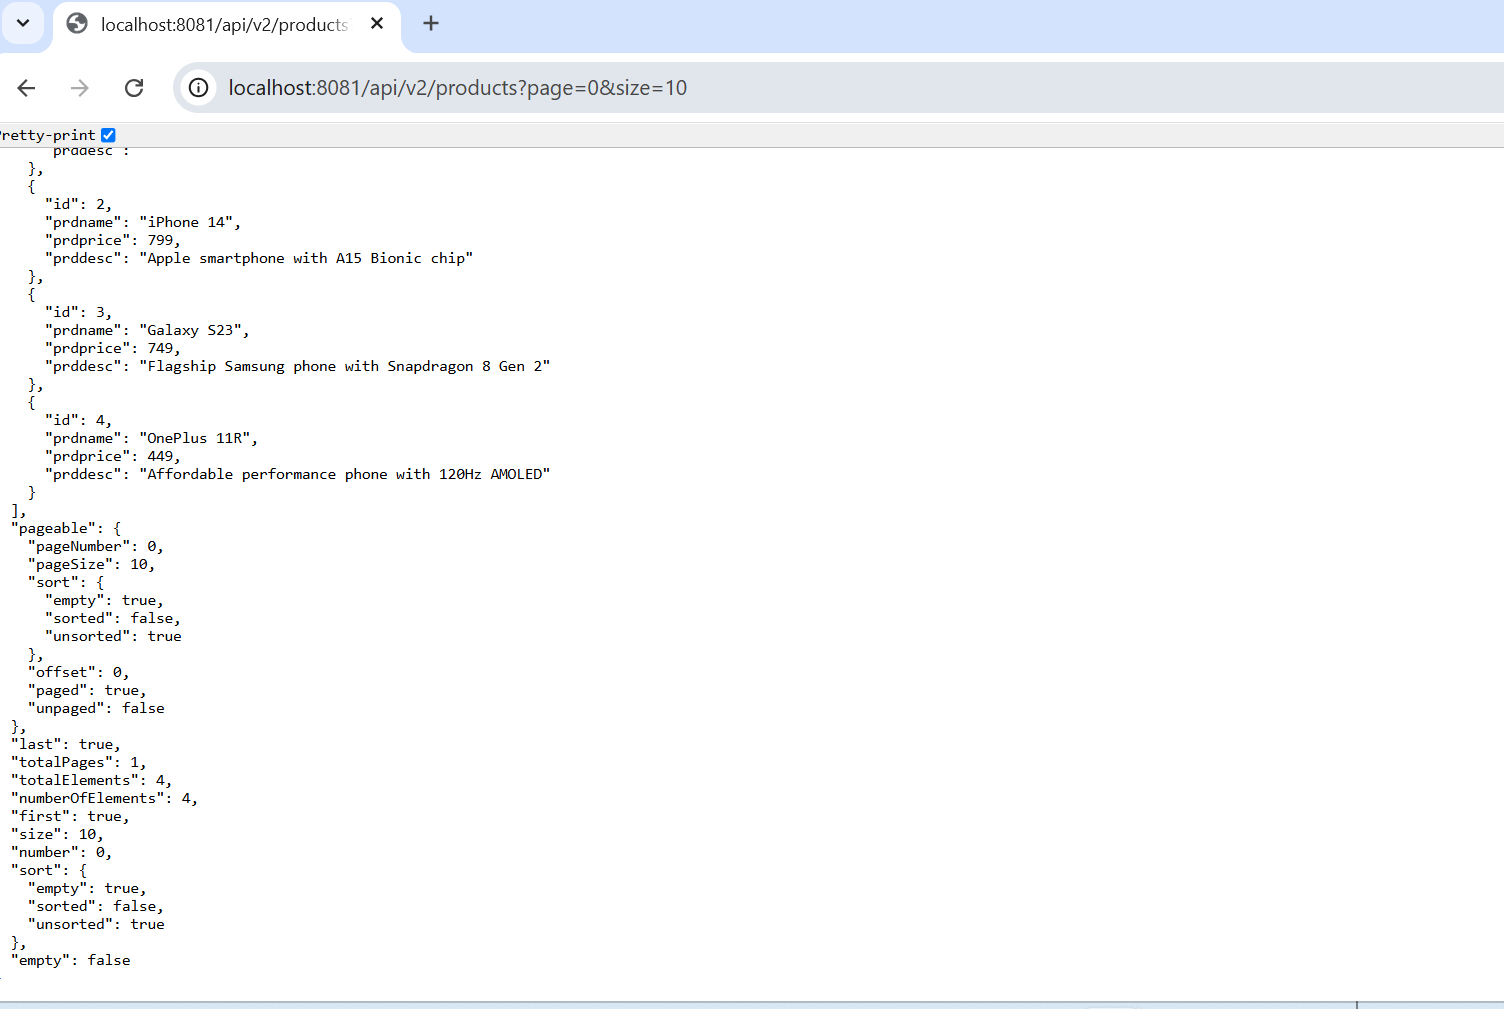 localhost:8081/api/v2/products
localhost:8081/api/v2/products?page=0&size=10
Pretty-print
"prddesc":
},
{
"id": 2,
"prdname": "iPhone 14",
"prdprice": 799,
"prddesc": "Apple smartphone with A15 Bionic chip"
},
{
"id": 3,
"prdname": "Galaxy S23",
"prdprice": 749,
"prddesc": "Flagship Samsung phone with Snapdragon 8 Gen 2"
},
{
"id": 4,
"prdname": "OnePlus 11R",
"prdprice": 449,
"prddesc": "Affordable performance phone with 120Hz AMOLED"
}
],
"pageable": {
"pageNumber": 0,
"pageSize": 10,
"sort": {
"empty": true,
"sorted": false,
"unsorted": true
},
"offset": 0,
"paged": true,
"unpaged": false
},
"last": true,
"totalPages": 1,
"totalElements": 4,
"numberOfElements": 4,
"first": true,
"size": 10,
"number": 0,
"sort": {
"empty": true,
"sorted": false,
"unsorted": true
},
"empty": false